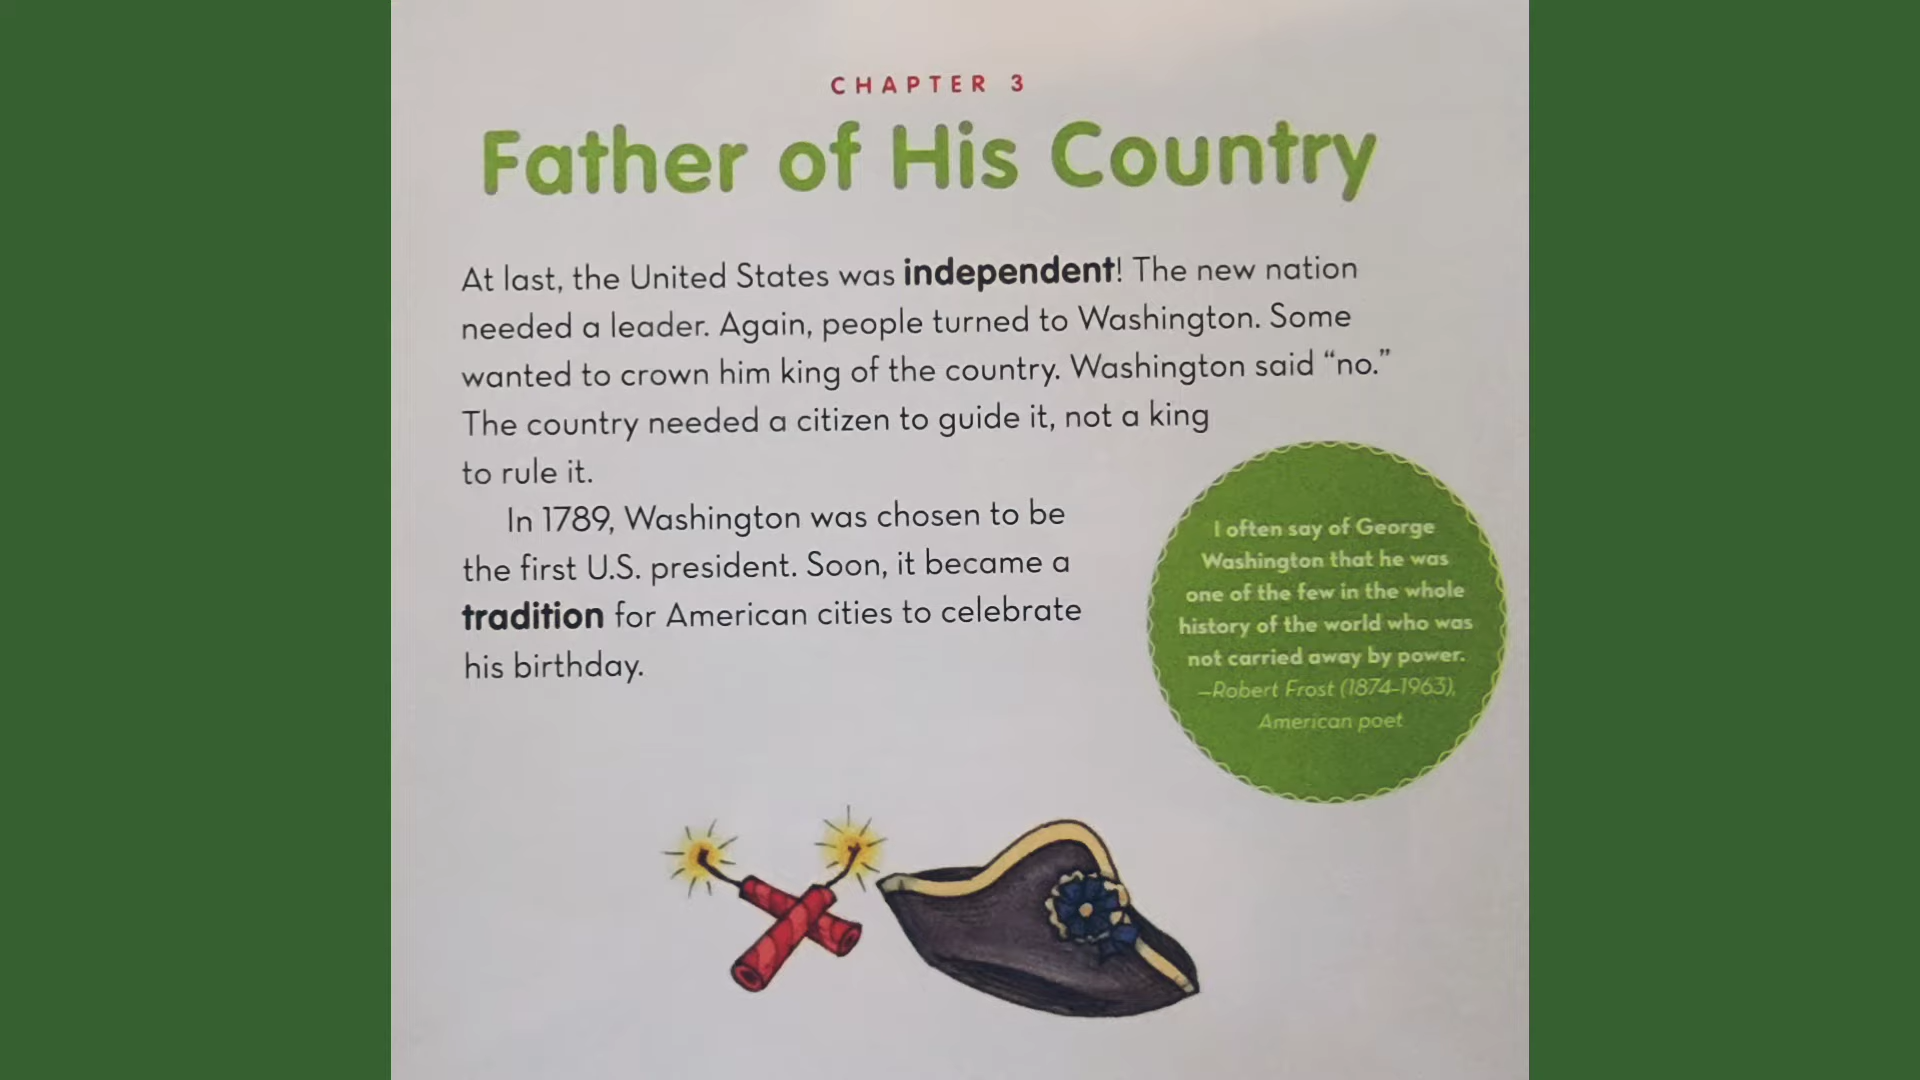 CHAPTER 3
Father of His Country
At last, the United States was independent! The new nation
needed a leader. Again, people turned to Washington. Some
wanted to crown him king of the country. Washington said “no.”
The country needed a citizen to guide it, not a king
to rule it.
In 1789, Washington was chosen to be
the first U.S. president. Soon, it became a
tradition for American cities to celebrate
his birthday.
I often say of George
Washington that he was
one of the few in the whole
history of the world who was
not carried away by power.
–Robert Frost (1874–1963),
American poet